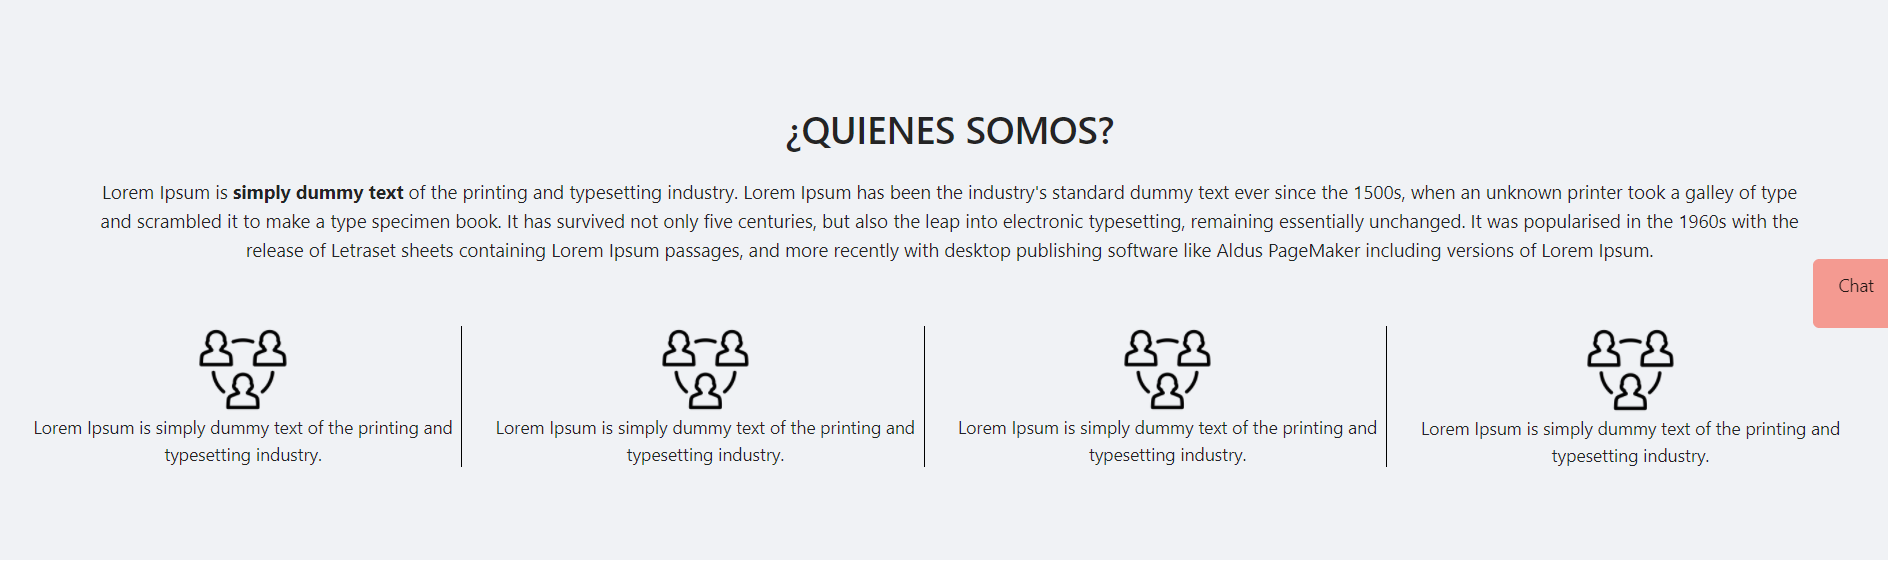 ¿QUIENES SOMOS?
Lorem Ipsum is simply dummy text of the printing and typesetting industry. Lorem Ipsum has been the industry's standard dummy text ever since the 1500s, when an unknown printer took a galley of type
and scrambled it to make a type specimen book. It has survived not only five centuries, but also the leap into electronic typesetting, remaining essentially unchanged. It was popularised in the 1960s with the
release of Letraset sheets containing Lorem Ipsum passages, and more recently with desktop publishing software like Aldus PageMaker including versions of Lorem Ipsum.
Chat
Lorem Ipsum is simply dummy text of the printing and
typesetting industry.
Lorem Ipsum is simply dummy text of the printing and
typesetting industry.
Lorem Ipsum is simply dummy text of the printing and
typesetting industry.
Lorem Ipsum is simply dummy text of the printing and
typesetting industry.